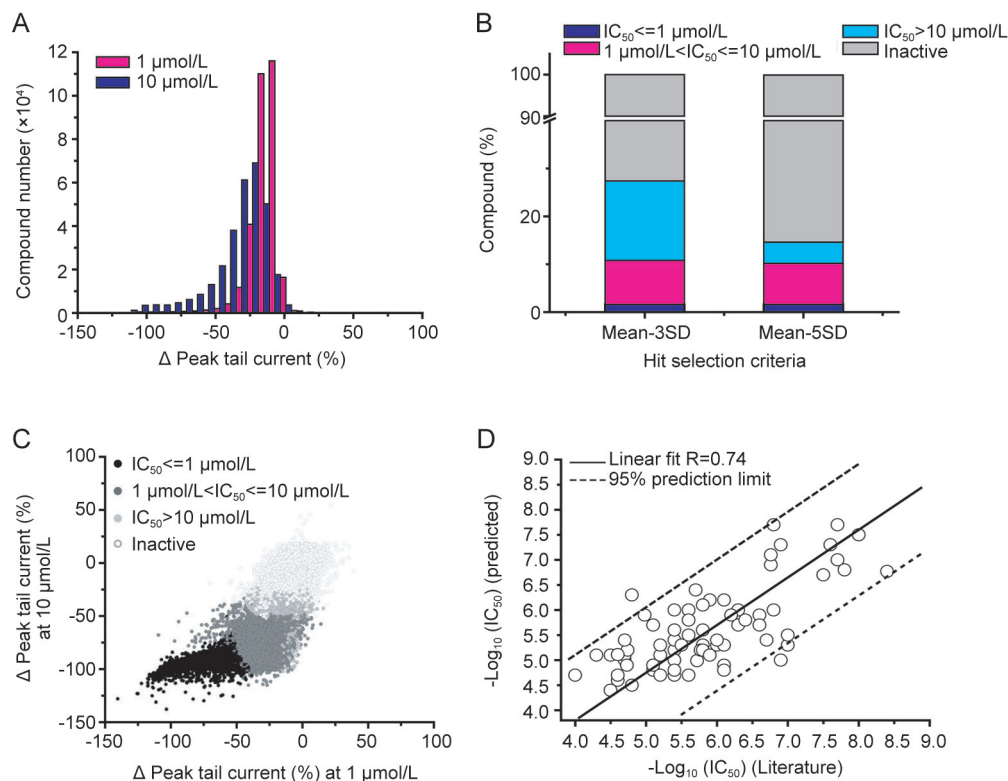 A
12
10
8
6
4
2
0
Compound number (×10⁴)
1 µmol/L
10 µmol/L
-150
-100
-50
0
50
100
Δ Peak tail current (%)
B
IC₅₀<=1 µmol/L
IC₅₀>10 µmol/L
1 µmol/L<IC₅₀<=10 µmol/L
Inactive
100
90
20
0
Compound (%)
Mean-3SD
Mean-5SD
Hit selection criteria
C
100
50
0
-50
-100
-150
Δ Peak tail current (%)
at 10 µmol/L
IC₅₀<=1 µmol/L
1 µmol/L<IC₅₀<=10 µmol/L
IC₅₀>10 µmol/L
Inactive
-150
-100
-50
0
50
100
Δ Peak tail current (%) at 1 µmol/L
D
9.0
8.5
8.0
7.5
7.0
6.5
6.0
5.5
5.0
4.5
4.0
-Log₁₀ (IC₅₀) (predicted)
Linear fit R=0.74
95% prediction limit
4.0 4.5 5.0 5.5 6.0 6.5 7.0 7.5 8.0 8.5 9.0
-Log₁₀ (IC₅₀) (Literature)